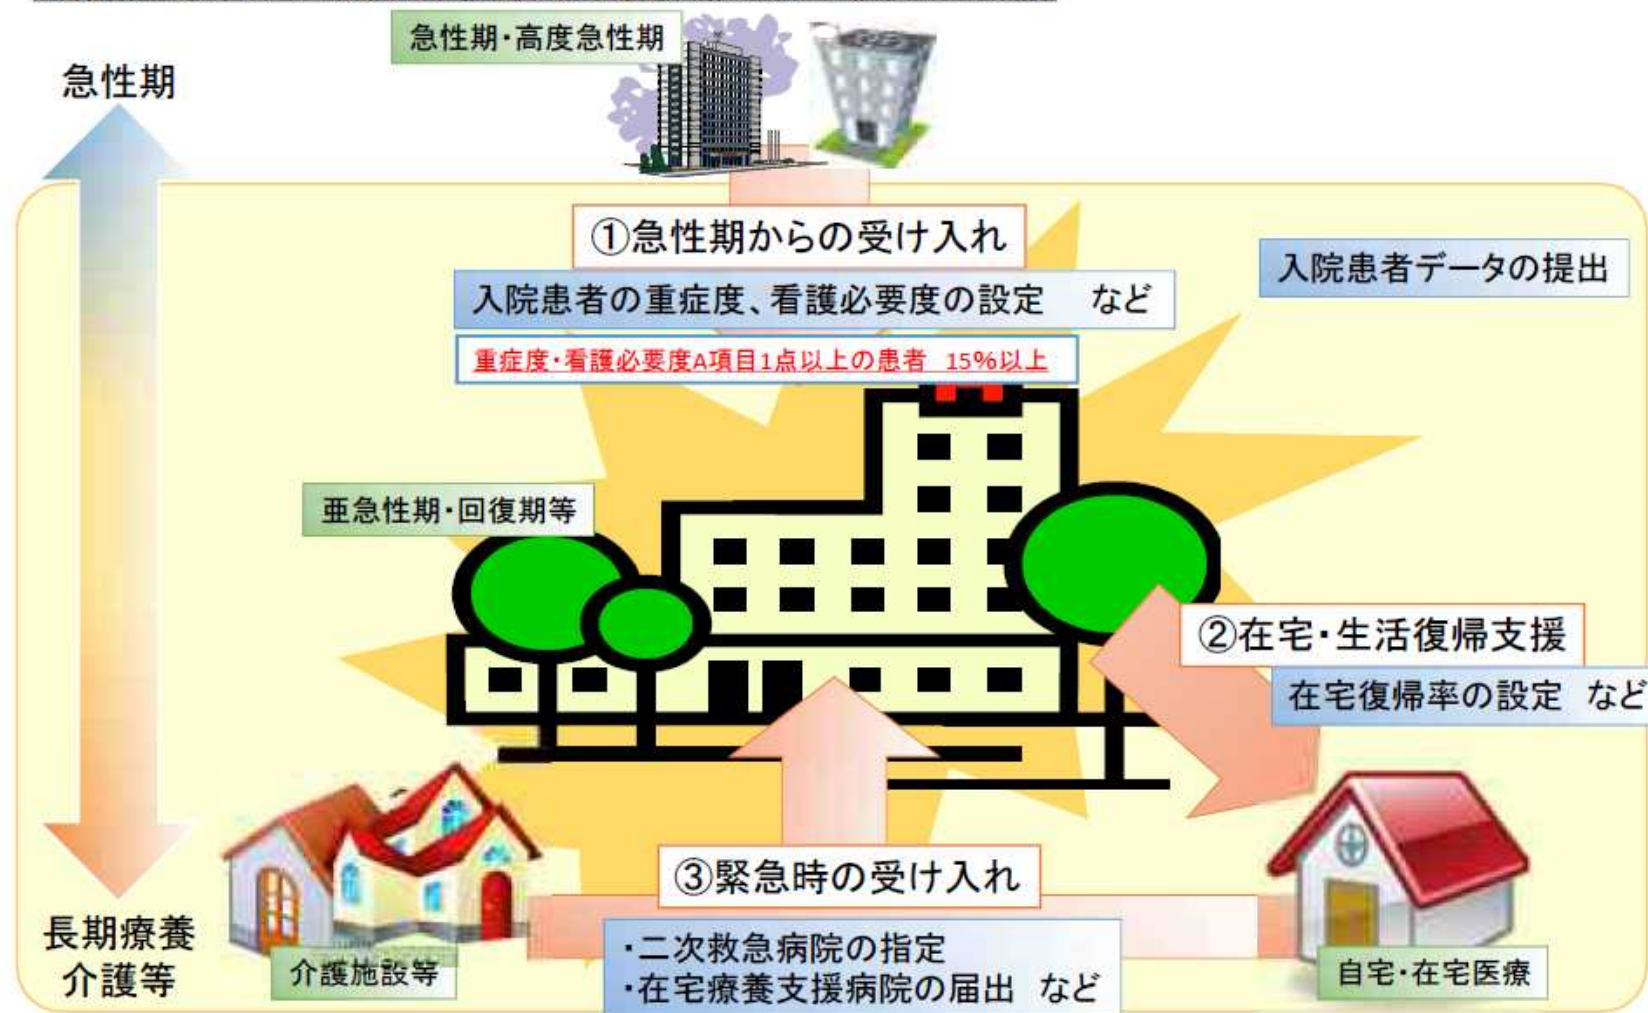 急性期・高度急性期
急性期
①急性期からの受け入れ
入院患者の重症度、看護必要度の設定　など
入院患者データの提出
重症度・看護必要度A項目1点以上の患者　15%以上
亜急性期・回復期等
②在宅・生活復帰支援
在宅復帰率の設定　など
③緊急時の受け入れ
・二次救急病院の指定
・在宅療養支援病院の届出　など
長期療養
介護等
介護施設等
自宅・在宅医療